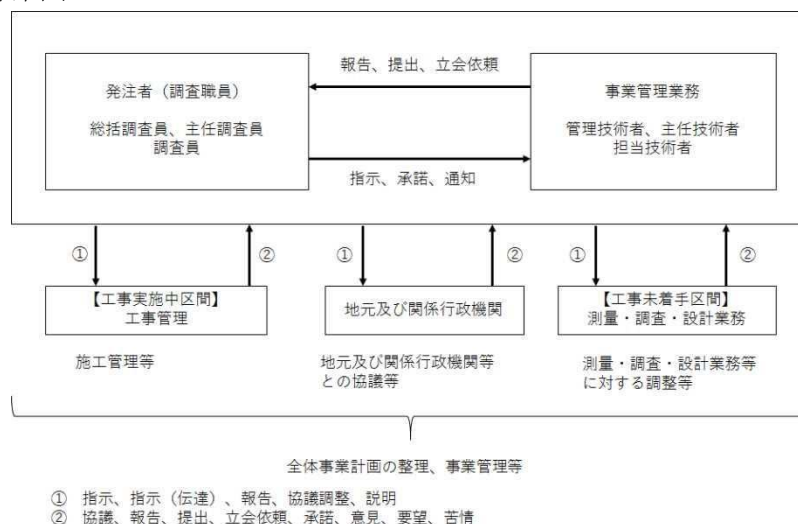 報告、提出、立会依頼
発注者（調査職員）
総括調査員、主任調査員
調査員
事業管理業務
管理技術者、主任技術者
担当技術者
指示、承諾、通知
①
②
①
②
①
②
【工事実施中区間】
工事管理
地元及び関係行政機関
【工事未着手区間】
測量・調査・設計業務
施工管理等
地元及び関係行政機関等
との協議等
測量・調査・設計業務等
に対する調整等
全体事業計画の整理、事業管理等
① 指示、指示（伝達）、報告、協議調整、説明
② 協議、報告、提出、立会依頼、承諾、意見、要望、苦情